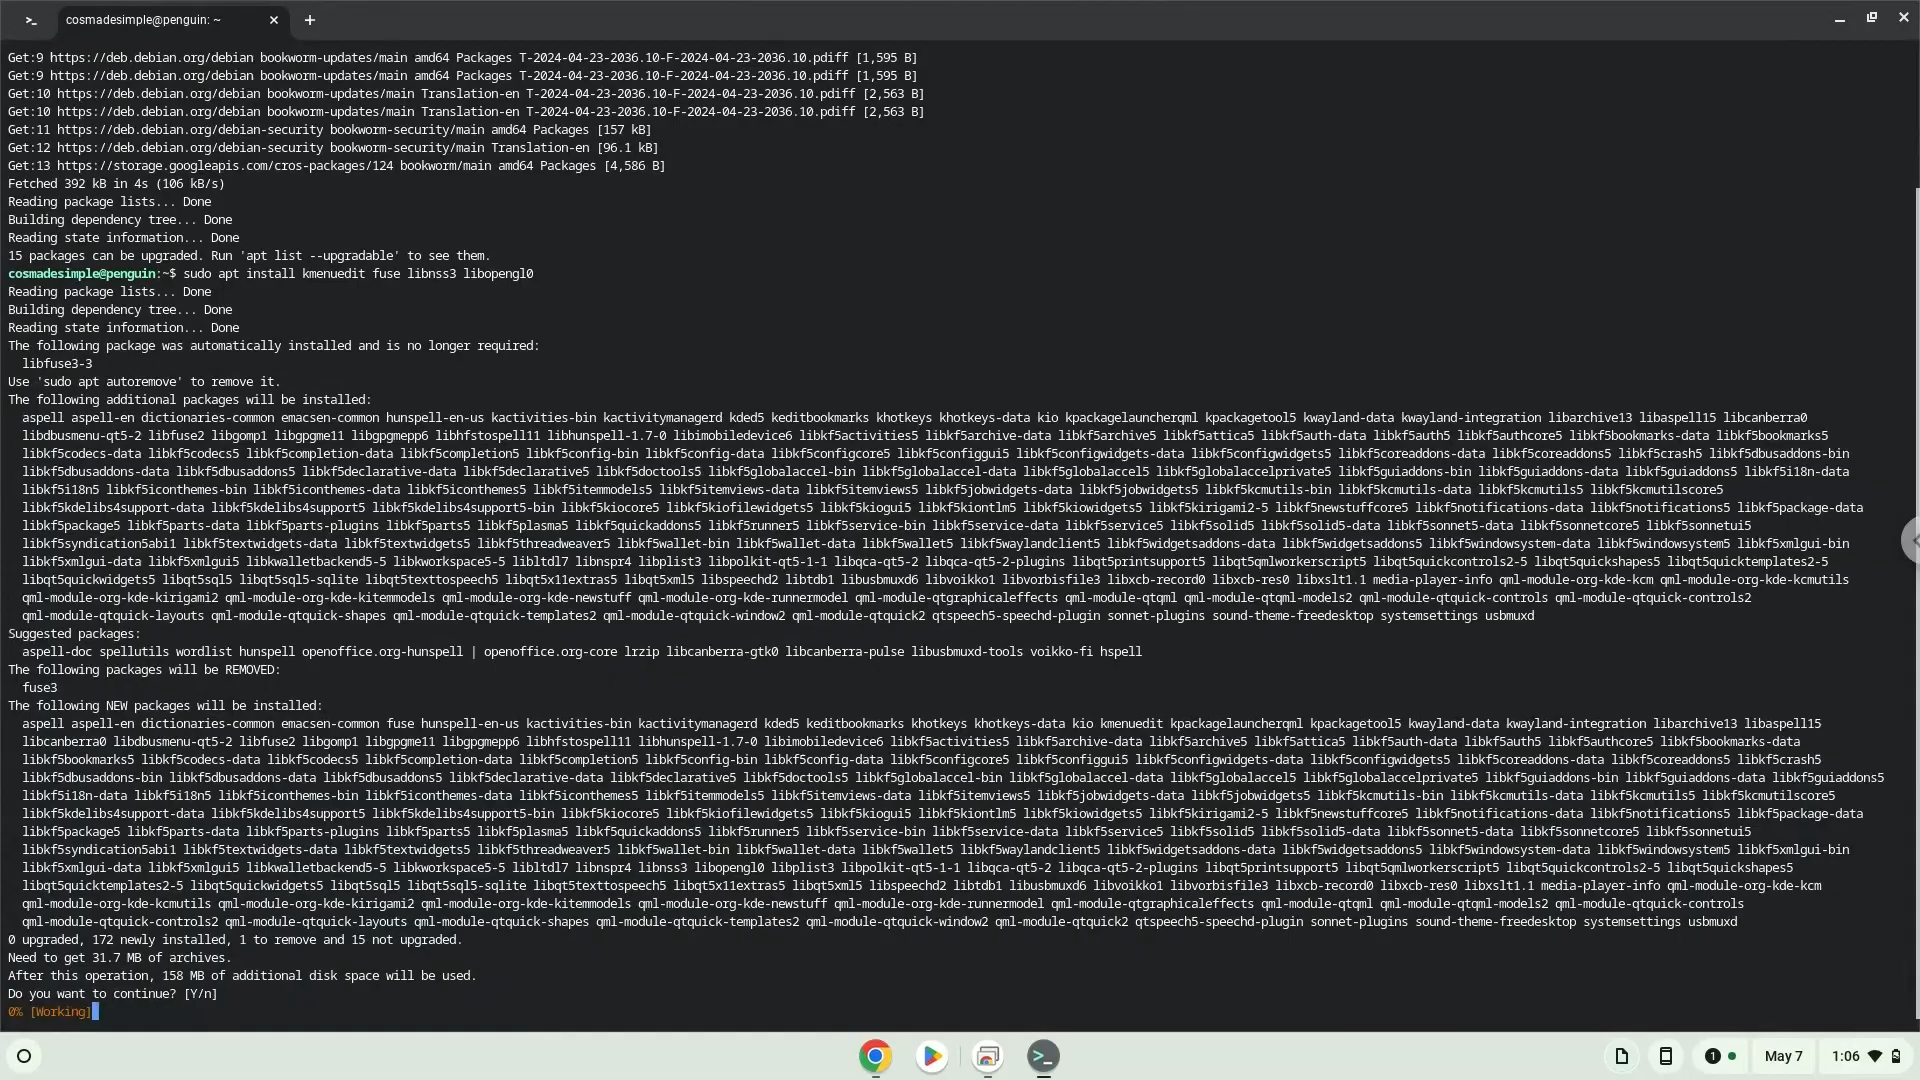 cosmadesimple@penguin: ~
Get:9 https://deb.debian.org/debian bookworm-updates/main amd64 Packages T-2024-04-23-2036.10-F-2024-04-23-2036.10.pdiff [1,595 B]
Get:9 https://deb.debian.org/debian bookworm-updates/main amd64 Packages T-2024-04-23-2036.10-F-2024-04-23-2036.10.pdiff [1,595 B]
Get:10 https://deb.debian.org/debian bookworm-updates/main Translation-en T-2024-04-23-2036.10-F-2024-04-23-2036.10.pdiff [2,563 B]
Get:10 https://deb.debian.org/debian bookworm-updates/main Translation-en T-2024-04-23-2036.10-F-2024-04-23-2036.10.pdiff [2,563 B]
Get:11 https://deb.debian.org/debian-security bookworm-security/main amd64 Packages [157 kB]
Get:12 https://deb.debian.org/debian-security bookworm-security/main Translation-en [96.1 kB]
Get:13 https://storage.googleapis.com/cros-packages/124 bookworm/main amd64 Packages [4,586 B]
Fetched 392 kB in 4s (106 kB/s)
Reading package lists... Done
Building dependency tree... Done
Reading state information... Done
15 packages can be upgraded. Run 'apt list --upgradable' to see them.
cosmadesimple@penguin:~$ sudo apt install kmenuedit fuse libnss3 libopengl0
Reading package lists... Done
Building dependency tree... Done
Reading state information... Done
The following package was automatically installed and is no longer required:
libfuse3-3
Use 'sudo apt autoremove' to remove it.
The following additional packages will be installed:
aspell aspell-en dictionaries-common emacsen-common hunspell-en-us kactivities-bin kactivitymanagerd kded5 keditbookmarks khotkeys khotkeys-data kio kpackagelauncherqml kpackagetool5 kwayland-data kwayland-integration libarchive13 libaspell15 libcanberra0
libdbusmenu-qt5-2 libfuse2 libgomp1 libgpgme11 libgpgmepp6 libhfstospell11 libhunspell-1.7-0 libimobiledevice6 libkf5activities5 libkf5archive-data libkf5archive5 libkf5attica5 libkf5auth-data libkf5auth5 libkf5authcore5 libkf5bookmarks-data libkf5bookmarks5
libkf5codecs-data libkf5codecs5 libkf5completion-data libkf5completion5 libkf5config-bin libkf5config-data libkf5configcore5 libkf5configgui5 libkf5configwidgets-data libkf5configwidgets5 libkf5coreaddons-data libkf5coreaddons5 libkf5crash5 libkf5dbusaddons-bin
libkf5dbusaddons-data libkf5dbusaddons5 libkf5declarative-data libkf5declarative5 libkf5doctools5 libkf5globalaccel-bin libkf5globalaccel-data libkf5globalaccel5 libkf5globalaccelprivate5 libkf5guiaddons-bin libkf5guiaddons-data libkf5guiaddons5 libkf5i18n-data
libkf5i18n5 libkf5iconthemes-bin libkf5iconthemes-data libkf5iconthemes5 libkf5itemmodels5 libkf5itemviews-data libkf5itemviews5 libkf5jobwidgets-data libkf5jobwidgets5 libkf5kcmutils-bin libkf5kcmutils-data libkf5kcmutils5 libkf5kcmutilscore5
libkf5kdelibs4support-data libkf5kdelibs4support5 libkf5kdelibs4support5-bin libkf5kiocore5 libkf5kiofilewidgets5 libkf5kiogui5 libkf5kiontlm5 libkf5kiowidgets5 libkf5kirigami2-5 libkf5newstuffcore5 libkf5notifications-data libkf5notifications5 libkf5package-data
libkf5package5 libkf5parts-data libkf5parts-plugins libkf5parts5 libkf5plasma5 libkf5quickaddons5 libkf5runner5 libkf5service-bin libkf5service-data libkf5service5 libkf5solid5 libkf5solid5-data libkf5sonnet5-data libkf5sonnetcore5 libkf5sonnetui5
libkf5syndication5abi1 libkf5textwidgets-data libkf5textwidgets5 libkf5threadweaver5 libkf5wallet-bin libkf5wallet-data libkf5wallet5 libkf5waylandclient5 libkf5widgetsaddons-data libkf5widgetsaddons5 libkf5windowsystem-data libkf5windowsystem5 libkf5xmlgui-bin
libkf5xmlgui-data libkf5xmlgui5 libkwalletbackend5-5 libkworkspace5-5 libltdl7 libnspr4 libplist3 libpolkit-qt5-1-1 libqca-qt5-2 libqca-qt5-2-plugins libqt5printsupport5 libqt5qmlworkerscript5 libqt5quickcontrols2-5 libqt5quickshapes5 libqt5quicktemplates2-5
libqt5quickwidgets5 libqt5sql5 libqt5sql5-sqlite libqt5texttospeech5 libqt5x11extras5 libqt5xml5 libspeechd2 libtdb1 libusbmuxd6 libvoikko1 libvorbisfile3 libxcb-record0 libxcb-res0 libxslt1.1 media-player-info qml-module-org-kde-kcm qml-module-org-kde-kcmutils
qml-module-org-kde-kirigami2 qml-module-org-kde-kitemmodels qml-module-org-kde-newstuff qml-module-org-kde-runnermodel qml-module-qtgraphicaleffects qml-module-qtqml qml-module-qtqml-models2 qml-module-qtquick-controls qml-module-qtquick-controls2
qml-module-qtquick-layouts qml-module-qtquick-shapes qml-module-qtquick-templates2 qml-module-qtquick-window2 qml-module-qtquick2 qtspeech5-speechd-plugin sonnet-plugins sound-theme-freedesktop systemsettings usbmuxd
Suggested packages:
aspell-doc spellutils wordlist hunspell openoffice.org-hunspell | openoffice.org-core lrzip libcanberra-gtk0 libcanberra-pulse libusbmuxd-tools voikko-fi hspell
The following packages will be REMOVED:
fuse3
The following NEW packages will be installed:
aspell aspell-en dictionaries-common emacsen-common fuse hunspell-en-us kactivities-bin kactivitymanagerd kded5 keditbookmarks khotkeys khotkeys-data kio kmenuedit kpackagelauncherqml kpackagetool5 kwayland-data kwayland-integration libarchive13 libaspell15
libcanberra0 libdbusmenu-qt5-2 libfuse2 libgomp1 libgpgme11 libgpgmepp6 libhfstospell11 libhunspell-1.7-0 libimobiledevice6 libkf5activities5 libkf5archive-data libkf5archive5 libkf5attica5 libkf5auth-data libkf5auth5 libkf5authcore5 libkf5bookmarks-data
libkf5bookmarks5 libkf5codecs-data libkf5codecs5 libkf5completion-data libkf5completion5 libkf5config-bin libkf5config-data libkf5configcore5 libkf5configgui5 libkf5configwidgets-data libkf5configwidgets5 libkf5coreaddons-data libkf5coreaddons5 libkf5crash5
libkf5dbusaddons-bin libkf5dbusaddons-data libkf5dbusaddons5 libkf5declarative-data libkf5declarative5 libkf5doctools5 libkf5globalaccel-bin libkf5globalaccel-data libkf5globalaccel5 libkf5globalaccelprivate5 libkf5guiaddons-bin libkf5guiaddons-data libkf5guiaddons5
libkf5i18n-data libkf5i18n5 libkf5iconthemes-bin libkf5iconthemes-data libkf5iconthemes5 libkf5itemmodels5 libkf5itemviews-data libkf5itemviews5 libkf5jobwidgets-data libkf5jobwidgets5 libkf5kcmutils-bin libkf5kcmutils-data libkf5kcmutils5 libkf5kcmutilscore5
libkf5kdelibs4support-data libkf5kdelibs4support5 libkf5kdelibs4support5-bin libkf5kiocore5 libkf5kiofilewidgets5 libkf5kiogui5 libkf5kiontlm5 libkf5kiowidgets5 libkf5kirigami2-5 libkf5newstuffcore5 libkf5notifications-data libkf5notifications5 libkf5package-data
libkf5package5 libkf5parts-data libkf5parts-plugins libkf5parts5 libkf5plasma5 libkf5quickaddons5 libkf5runner5 libkf5service-bin libkf5service-data libkf5service5 libkf5solid5 libkf5solid5-data libkf5sonnet5-data libkf5sonnetcore5 libkf5sonnetui5
libkf5syndication5abi1 libkf5textwidgets-data libkf5textwidgets5 libkf5threadweaver5 libkf5wallet-bin libkf5wallet-data libkf5wallet5 libkf5waylandclient5 libkf5widgetsaddons-data libkf5widgetsaddons5 libkf5windowsystem-data libkf5windowsystem5 libkf5xmlgui-bin
libkf5xmlgui-data libkf5xmlgui5 libkwalletbackend5-5 libkworkspace5-5 libltdl7 libnspr4 libnss3 libopengl0 libplist3 libpolkit-qt5-1-1 libqca-qt5-2 libqca-qt5-2-plugins libqt5printsupport5 libqt5qmlworkerscript5 libqt5quickcontrols2-5 libqt5quickshapes5
libqt5quicktemplates2-5 libqt5quickwidgets5 libqt5sql5 libqt5sql5-sqlite libqt5texttospeech5 libqt5x11extras5 libqt5xml5 libspeechd2 libtdb1 libusbmuxd6 libvoikko1 libvorbisfile3 libxcb-record0 libxcb-res0 libxslt1.1 media-player-info qml-module-org-kde-kcm
qml-module-org-kde-kcmutils qml-module-org-kde-kirigami2 qml-module-org-kde-kitemmodels qml-module-org-kde-newstuff qml-module-org-kde-runnermodel qml-module-qtgraphicaleffects qml-module-qtqml qml-module-qtqml-models2 qml-module-qtquick-controls
qml-module-qtquick-controls2 qml-module-qtquick-layouts qml-module-qtquick-shapes qml-module-qtquick-templates2 qml-module-qtquick-window2 qml-module-qtquick2 qtspeech5-speechd-plugin sonnet-plugins sound-theme-freedesktop systemsettings usbmuxd
0 upgraded, 172 newly installed, 1 to remove and 15 not upgraded.
Need to get 31.7 MB of archives.
After this operation, 158 MB of additional disk space will be used.
Do you want to continue? [Y/n]
0% [Working]
1
May 7
1:06